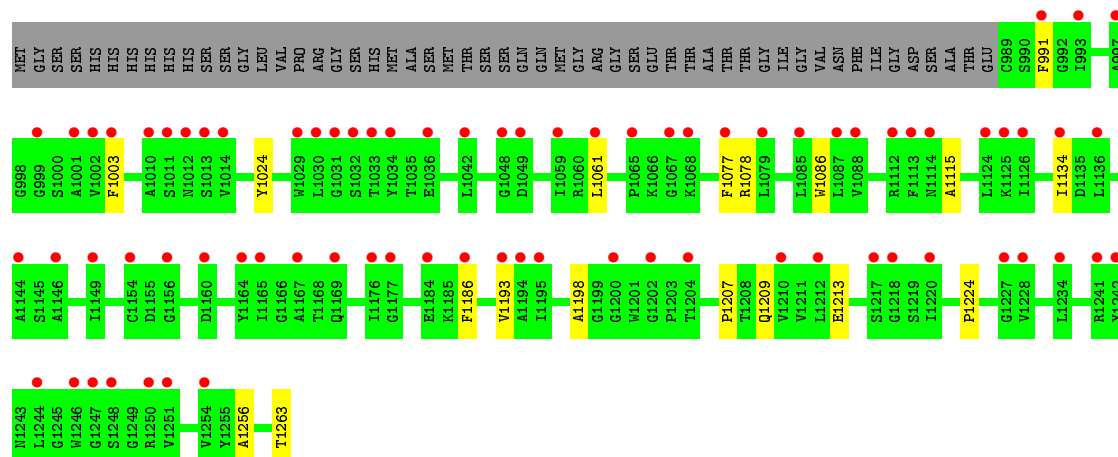 MET GLY SER SER HIS HIS HIS HIS HIS HIS SER SER GLY LEU VAL PRO ARG GLY SER HIS MET ALA SER MET THR SER SER GLN GLN MET GLY ARG GLY SER GLU THR THR ALA THR THR GLY ILE GLY VAL ASN PHE ILE GLY ASP SER ALA THR GLU C989 S990 F991 G992 I993 A997
G998 G999 S1000 A1001 V1002 F1003 A1010 S1011 N1012 S1013 V1014 Y1024 W1029 L1030 G1031 S1032 T1033 Y1034 T1035 E1036 L1042 G1048 D1049 I1059 R1060 L1061 P1065 K1066 G1067 K1068 F1077 R1078 L1079 L1085 W1086 L1087 V1088 R1112 F1113 N1114 A1115 L1124 K1125 I1126 I1134 D1135 L1136
A1144 S1145 A1146 I1149 C1154 D1155 G1156 D1160 Y1164 I1165 G1166 A1167 T1168 Q1169 I1176 G1177 E1184 K1185 F1186 V1193 A1194 I1195 A1198 G1199 G1200 W1201 G1202 P1203 T1204 P1207 T1208 Q1209 V1210 V1211 L1212 E1213 S1217 G1218 S1219 I1220 P1224 G1227 V1228 L1234 R1241 Y1242
N1243 L1244 G1245 W1246 G1247 S1248 G1249 R1250 V1251 V1254 Y1255 A1256 T1263